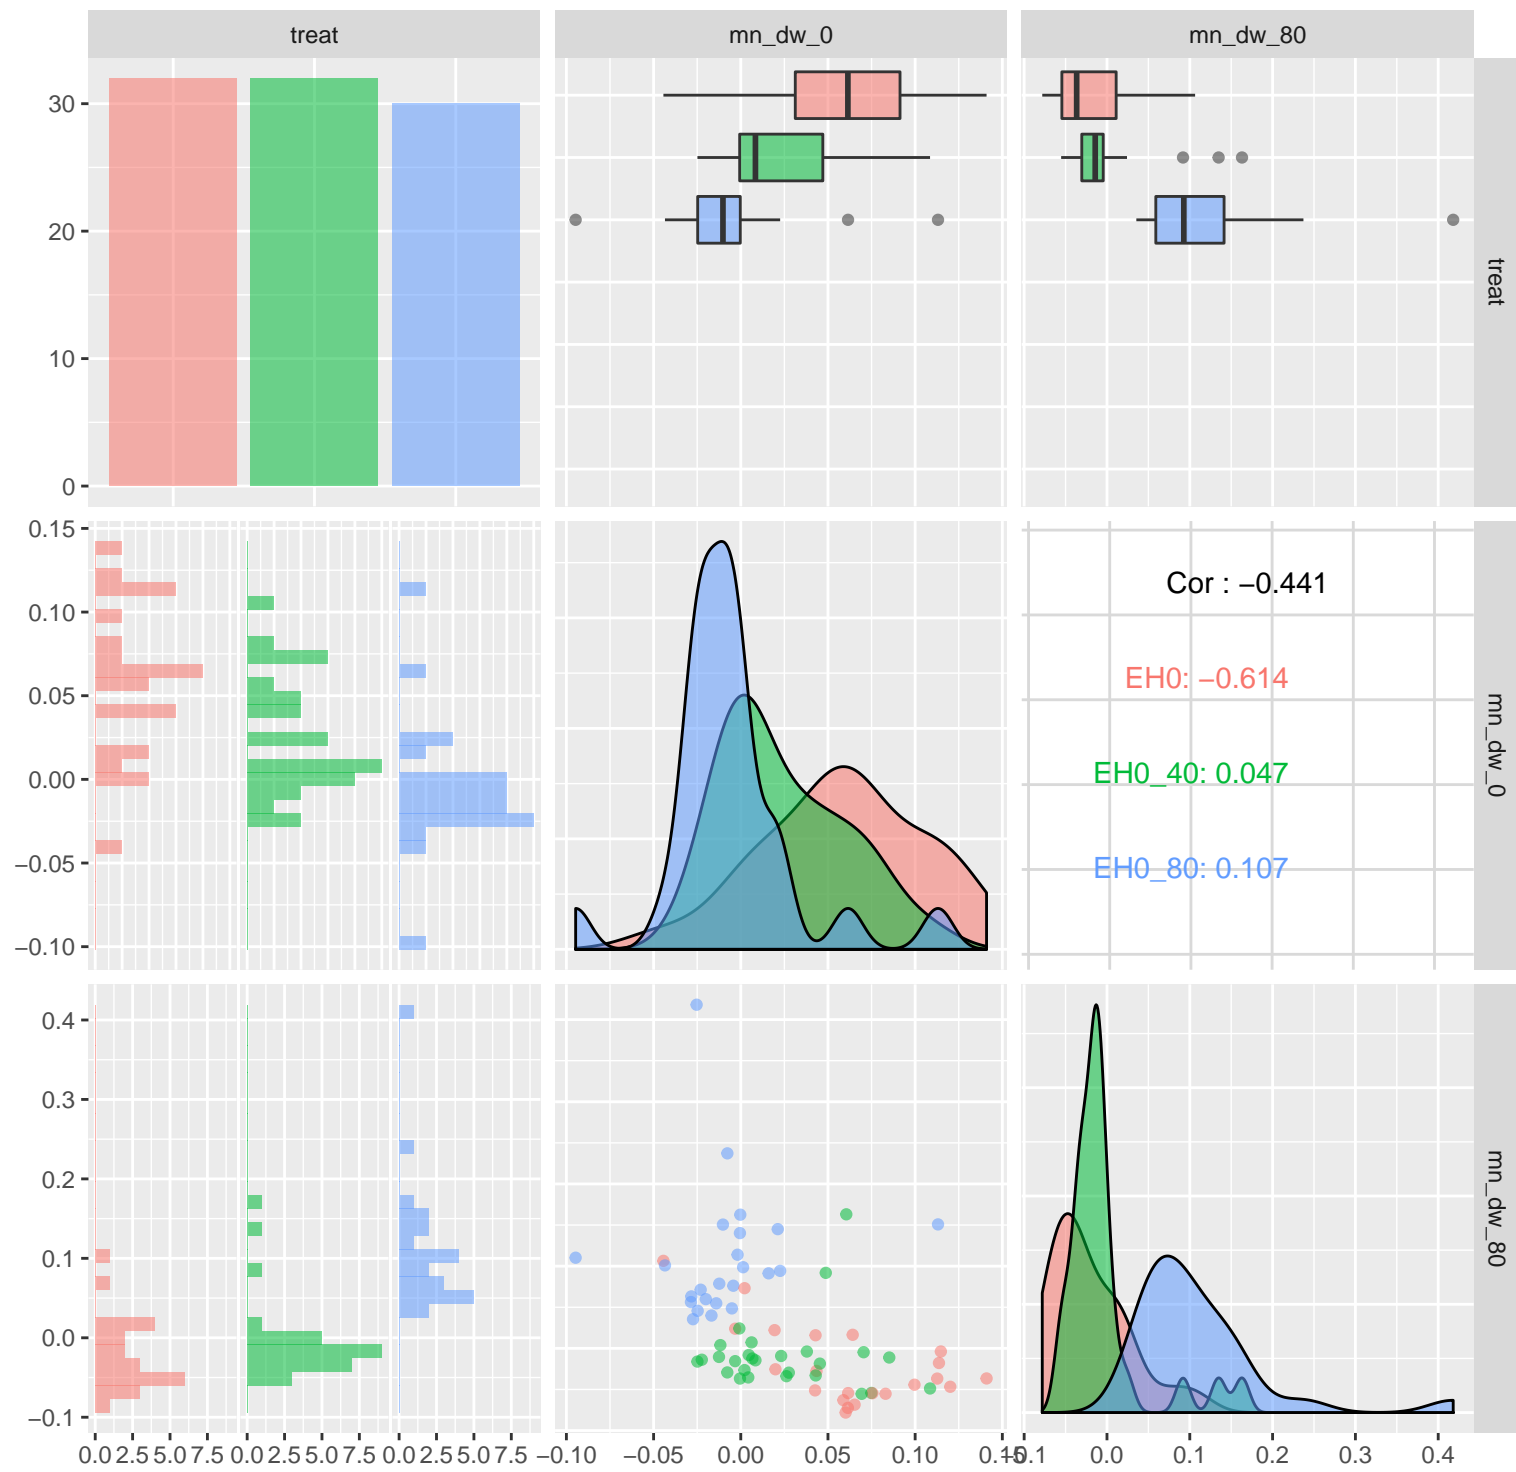 treat mn_dw_0 mn_dw_80
30
20
10
0
treat
0.15
0.10
0.05
0.00
−0.05
−0.10
Cor : −0.441
EH0: −0.614
EH0_40: 0.047
EH0_80: 0.107
mn_dw_0
0.4
0.3
0.2
0.1
0.0
−0.1
mn_dw_80
0.0 2.5 5.0 7.5 0.0 2.5 5.0 7.5 0.0 2.5 5.0 7.5 −0.10 −0.05 0.00 0.05 0.10 0.15 −0.1 0.0 0.1 0.2 0.3 0.4